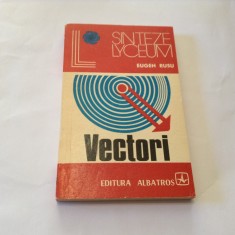 SINTEZE
LYCEUM
EUGEN RUSU
Vectori
EDITURA ALBATROS